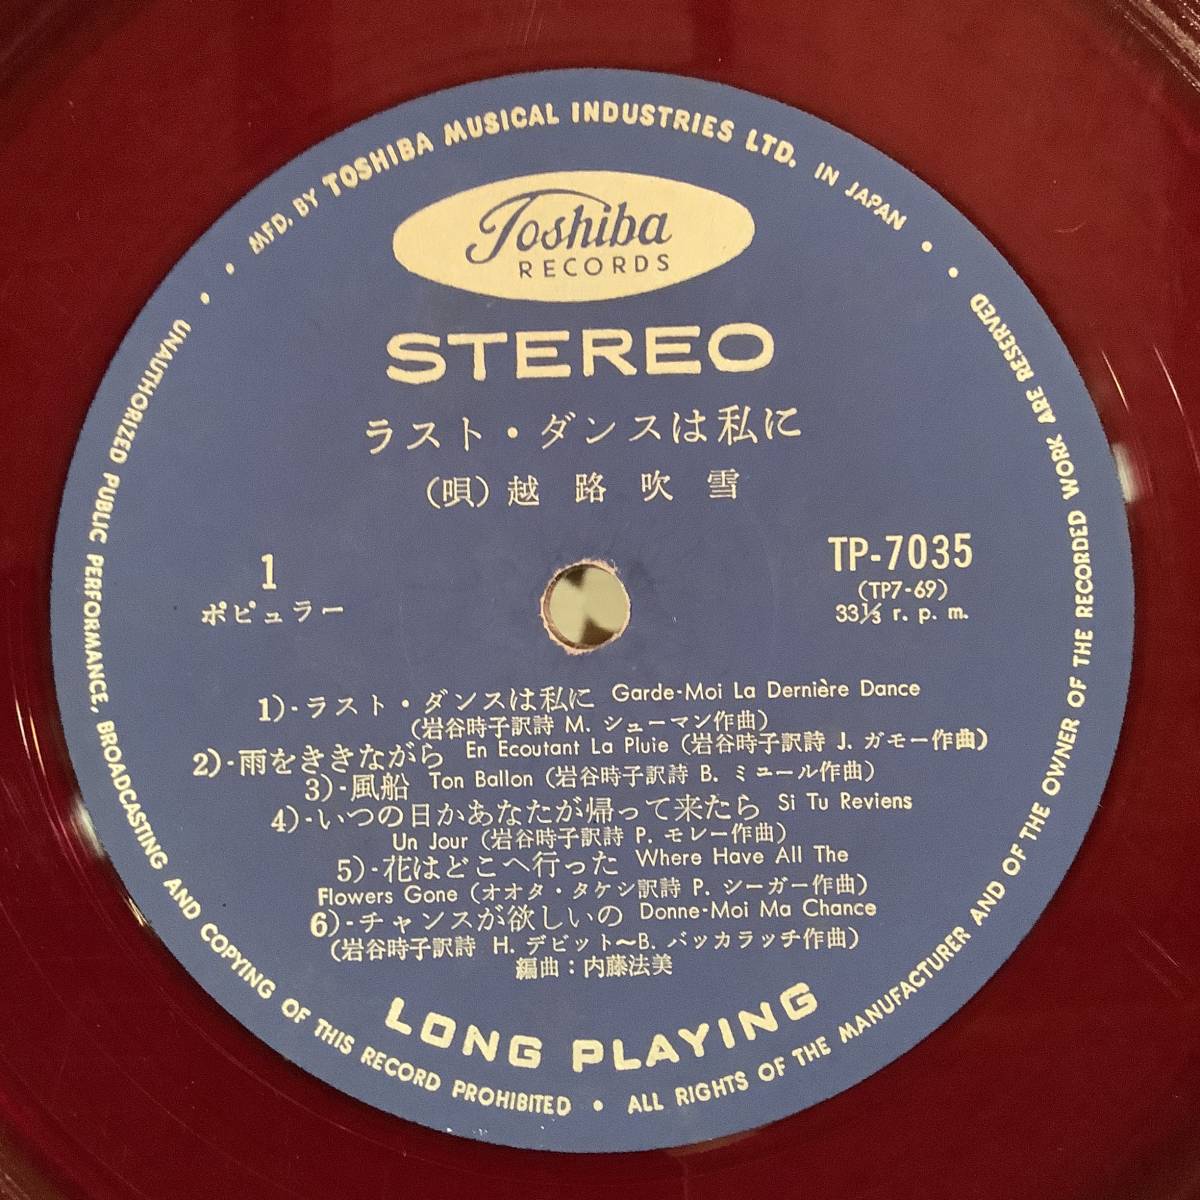 MFD. BY TOSHIBA MUSICAL INDUSTRIES LTD. IN JAPAN
Toshiba
RECORDS
STEREO
ラスト・ダンスは私に
(唄) 越路吹雪
1
ポピュラー
TP-7035
(TP7-69)
33⅓ r. p. m.
1)・ラスト・ダンスは私に Garde-Moi La Dernière Dance
(岩谷時子訳詩 M. シューマン作曲)
2)・雨をききながら En Ecoutant La Pluie (岩谷時子訳詩 J. ガモー作曲)
3)・風船 Ton Ballon (岩谷時子訳詩 B. ミュール作曲)
4)・いつの日かあなたが帰って来たら Si Tu Reviens
Un Jour (岩谷時子訳詩 P. モレー作曲)
5)・花はどこへ行った Where Have All The
Flowers Gone (オオタ・タケシ訳詩 P. シーガー作曲)
6)・チャンスが欲しいの Donne-Moi Ma Chance
(岩谷時子訳詩 H. デビット〜B. バッカラッチ作曲)
編曲：内藤法美
LONG PLAYING
UNAUTHORIZED PUBLIC PERFORMANCE, BROADCASTING AND COPYING OF THIS RECORD PROHIBITED • ALL RIGHTS OF THE MANUFACTURER AND OF THE OWNER OF THE RECORDED WORK ARE RESERVED